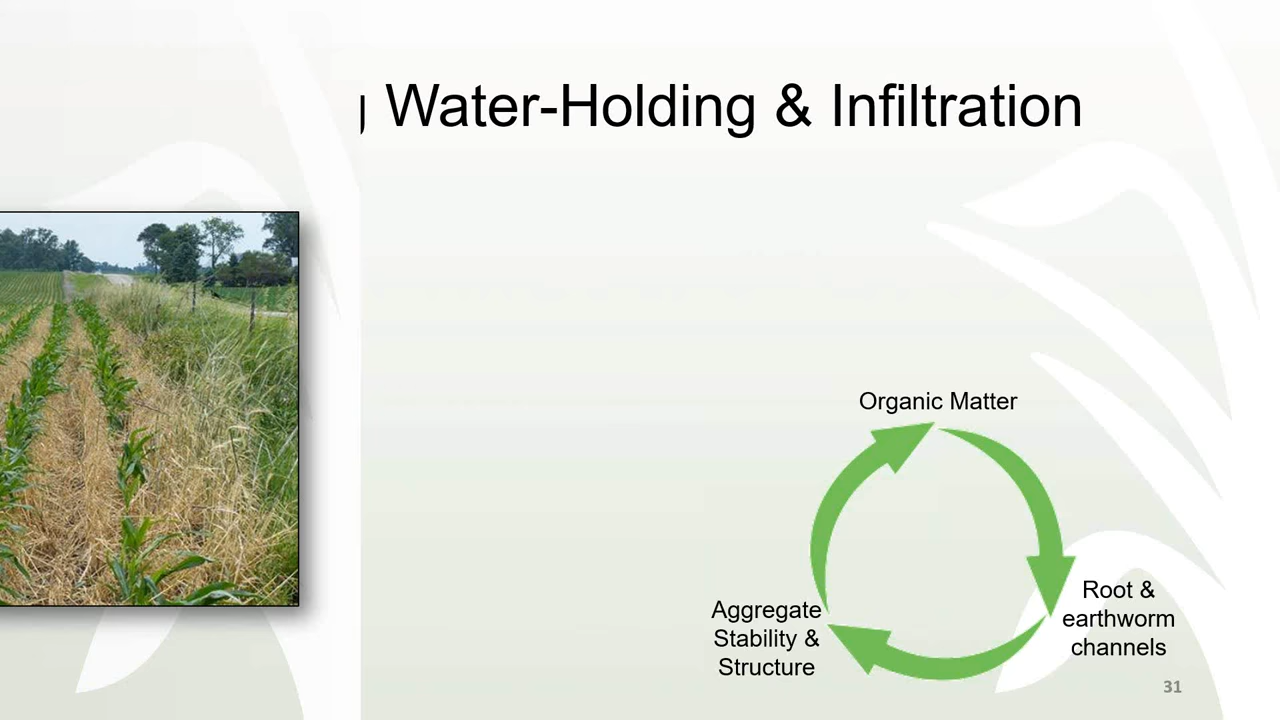 Water-Holding & Infiltration
Organic Matter
Root &
earthworm
channels
Aggregate
Stability &
Structure
31